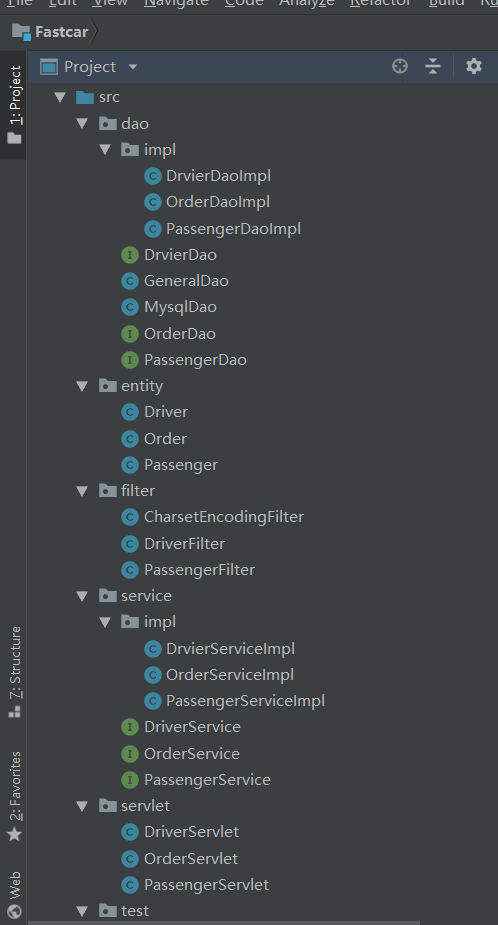 File Edit View Navigate Code Analyze Refactor Build Ru
Fastcar
Project
1: Project
src
dao
impl
DrvierDaoImpl
OrderDaoImpl
PassengerDaoImpl
DrvierDao
GeneralDao
MysqlDao
OrderDao
PassengerDao
entity
Driver
Order
Passenger
filter
CharsetEncodingFilter
DriverFilter
PassengerFilter
service
impl
DrvierServiceImpl
OrderServiceImpl
PassengerServiceImpl
DriverService
OrderService
PassengerService
servlet
DriverServlet
OrderServlet
PassengerServlet
test
7: Structure
2: Favorites
Web